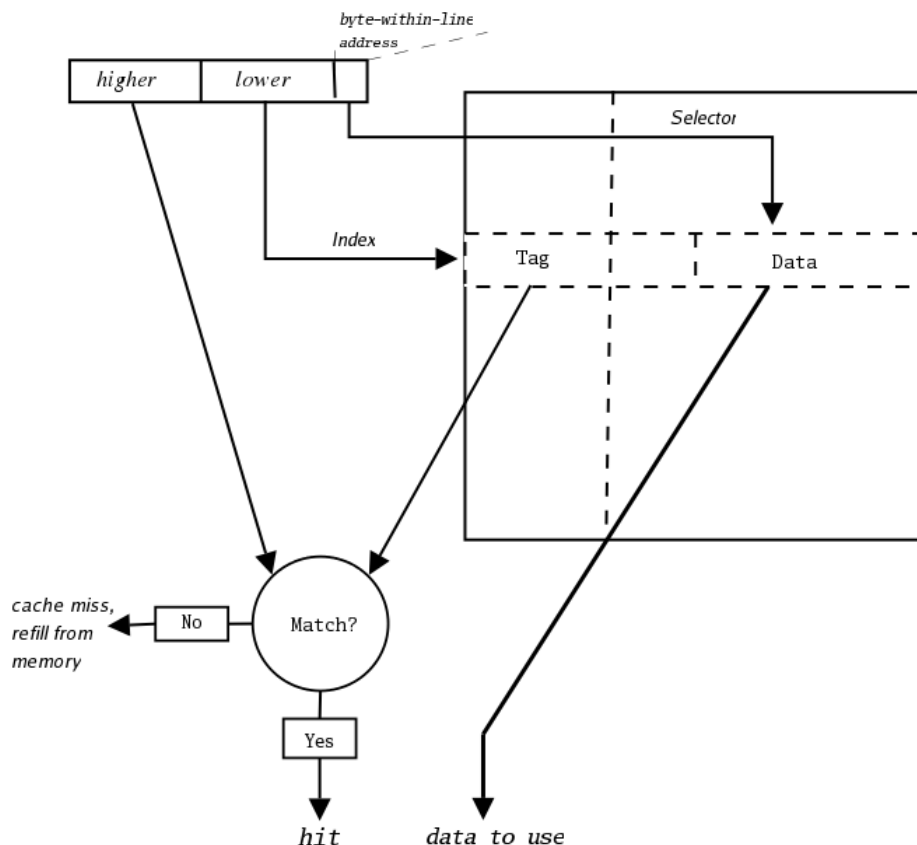 byte-within-line
address
higher
lower
Selector
Index
Tag
Data
cache miss,
refill from
memory
No
Match?
Yes
hit
data to use